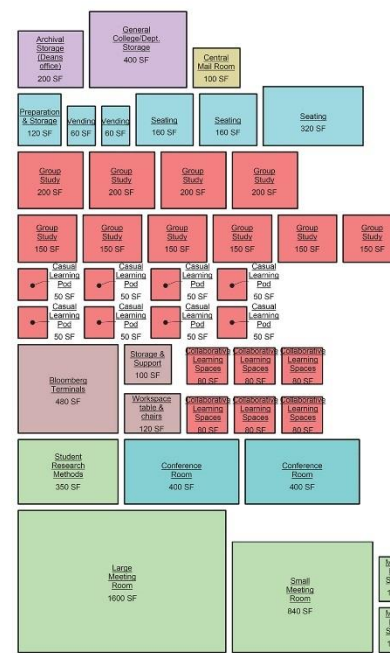 Archival
Storage (Deans
office)
200 SF
General
College/Dept.
Storage
400 SF
Central
Mail Room
100 SF
Preparation
& Storage
120 SF
Vending
60 SF
Vending
60 SF
Seating
160 SF
Seating
160 SF
Seating
320 SF
Group
Study
200 SF
Group
Study
200 SF
Group
Study
200 SF
Group
Study
200 SF
Group
Study
150 SF
Group
Study
150 SF
Group
Study
150 SF
Group
Study
150 SF
Group
Study
150 SF
Group
Study
150 SF
Casual
Learning
Pod
50 SF
Casual
Learning
Pod
50 SF
Casual
Learning
Pod
50 SF
Casual
Learning
Pod
50 SF
Casual
Learning
Pod
50 SF
Casual
Learning
Pod
50 SF
Casual
Learning
Pod
50 SF
Casual
Learning
Pod
50 SF
Bloomberg
Terminals
480 SF
Storage &
Support
100 SF
Workspace
table &
chairs
120 SF
Collaborative
Learning
Spaces
80 SF
Collaborative
Learning
Spaces
80 SF
Collaborative
Learning
Spaces
80 SF
Collaborative
Learning
Spaces
80 SF
Collaborative
Learning
Spaces
80 SF
Collaborative
Learning
Spaces
80 SF
Student
Research
Methods
350 SF
Conference
Room
400 SF
Conference
Room
400 SF
Large
Meeting
Room
1600 SF
Small
Meeting
Room
840 SF